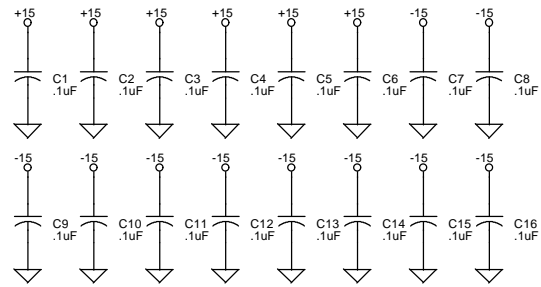 +15 +15 +15 +15 +15 +15 -15 -15
C1 C2 C3 C4 C5 C6 C7 C8
.1uF .1uF .1uF .1uF .1uF .1uF .1uF .1uF
-15 -15 -15 -15 -15 -15 -15 -15
C9 C10 C11 C12 C13 C14 C15 C16
.1uF .1uF .1uF .1uF .1uF .1uF .1uF .1uF